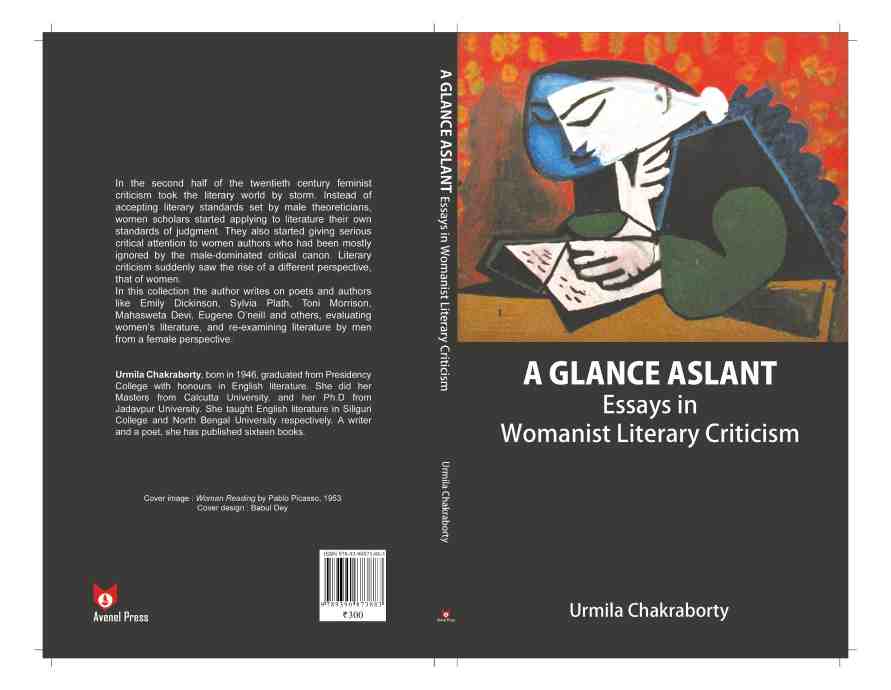 In the second half of the twentieth century feminist
criticism took the literary world by storm. Instead of
accepting literary standards set by male theoreticians,
women scholars started applying to literature their own
standards of judgment. They also started giving serious
critical attention to women authors who had been mostly
ignored by the male-dominated critical canon. Literary
criticism suddenly saw the rise of a different perspective,
that of women.
In this collection the author writes on poets and authors
like Emily Dickinson, Sylvia Plath, Toni Morrison,
Mahasweta Devi, Eugene O'neill and others, evaluating
women's literature, and re-examining literature by men
from a female perspective.
Urmila Chakraborty, born in 1946, graduated from Presidency
College with honours in English literature. She did her
Masters from Calcutta University, and her Ph.D from
Jadavpur University. She taught English literature in Siliguri
College and North Bengal University respectively. A writer
and a poet, she has published sixteen books.
Cover image : Woman Reading by Pablo Picasso, 1953
Cover design : Babul Dey
Avenel Press
₹300
A GLANCE ASLANT Essays in Womanist Literary Criticism
Urmila Chakraborty
Avenel Press
A GLANCE ASLANT
Essays in
Womanist Literary Criticism
Urmila Chakraborty